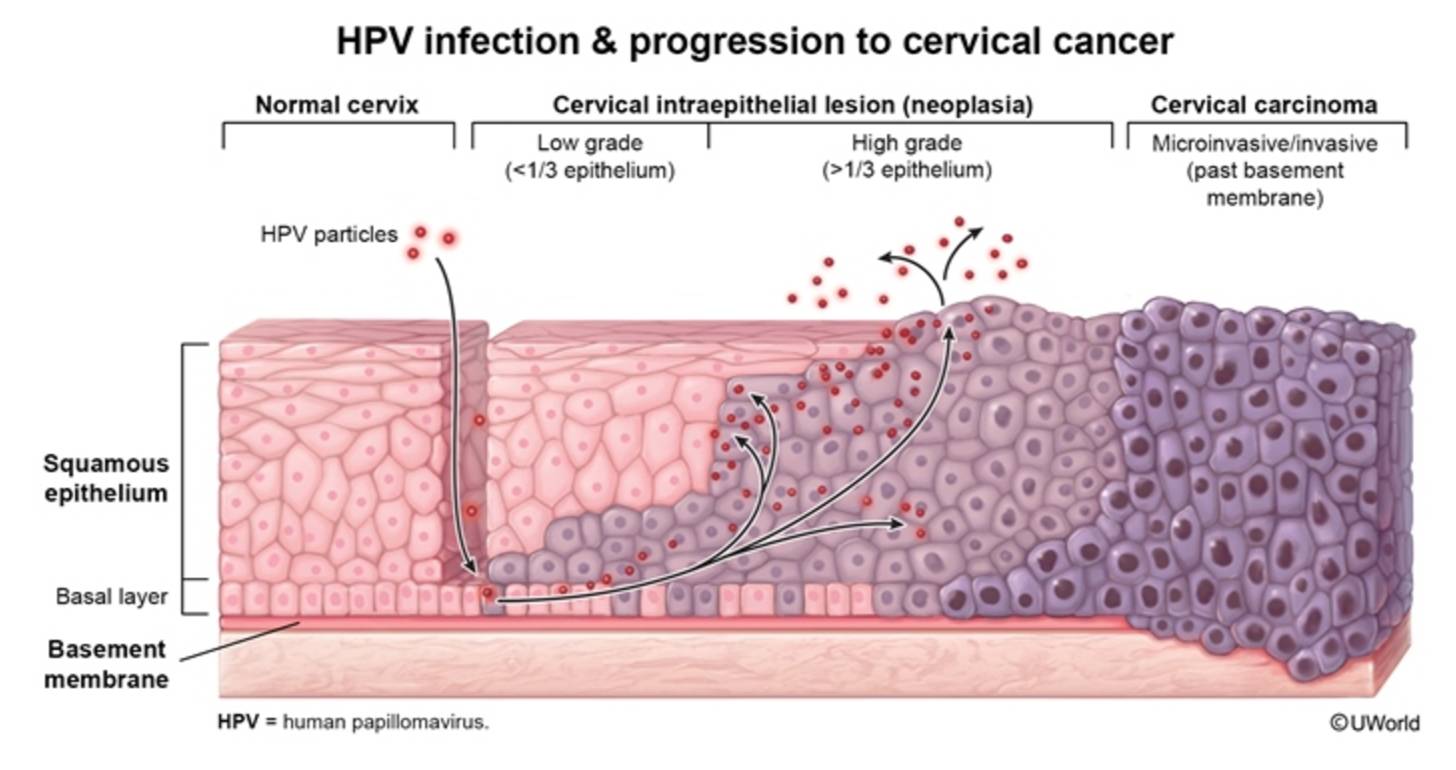 HPV infection & progression to cervical cancer
Normal cervix
Cervical intraepithelial lesion (neoplasia)
Cervical carcinoma
Low grade
(<1/3 epithelium)
High grade
(>1/3 epithelium)
Microinvasive/invasive
(past basement
membrane)
HPV particles
Squamous
epithelium
Basal layer
Basement
membrane
HPV = human papillomavirus.
©UWorld